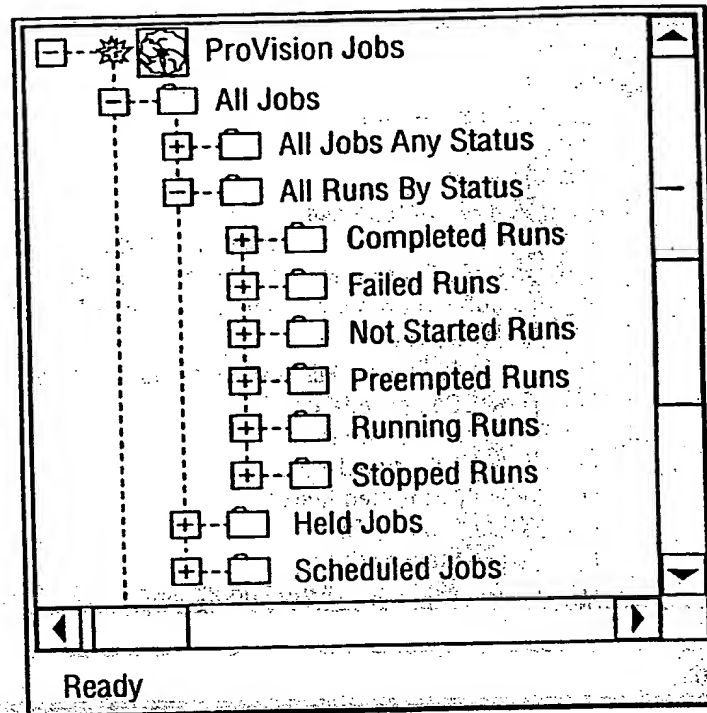 ProVision Jobs
All Jobs
All Jobs Any Status
All Runs By Status
Completed Runs
Failed Runs
Not Started Runs
Preempted Runs
Running Runs
Stopped Runs
Held Jobs
Scheduled Jobs
Ready